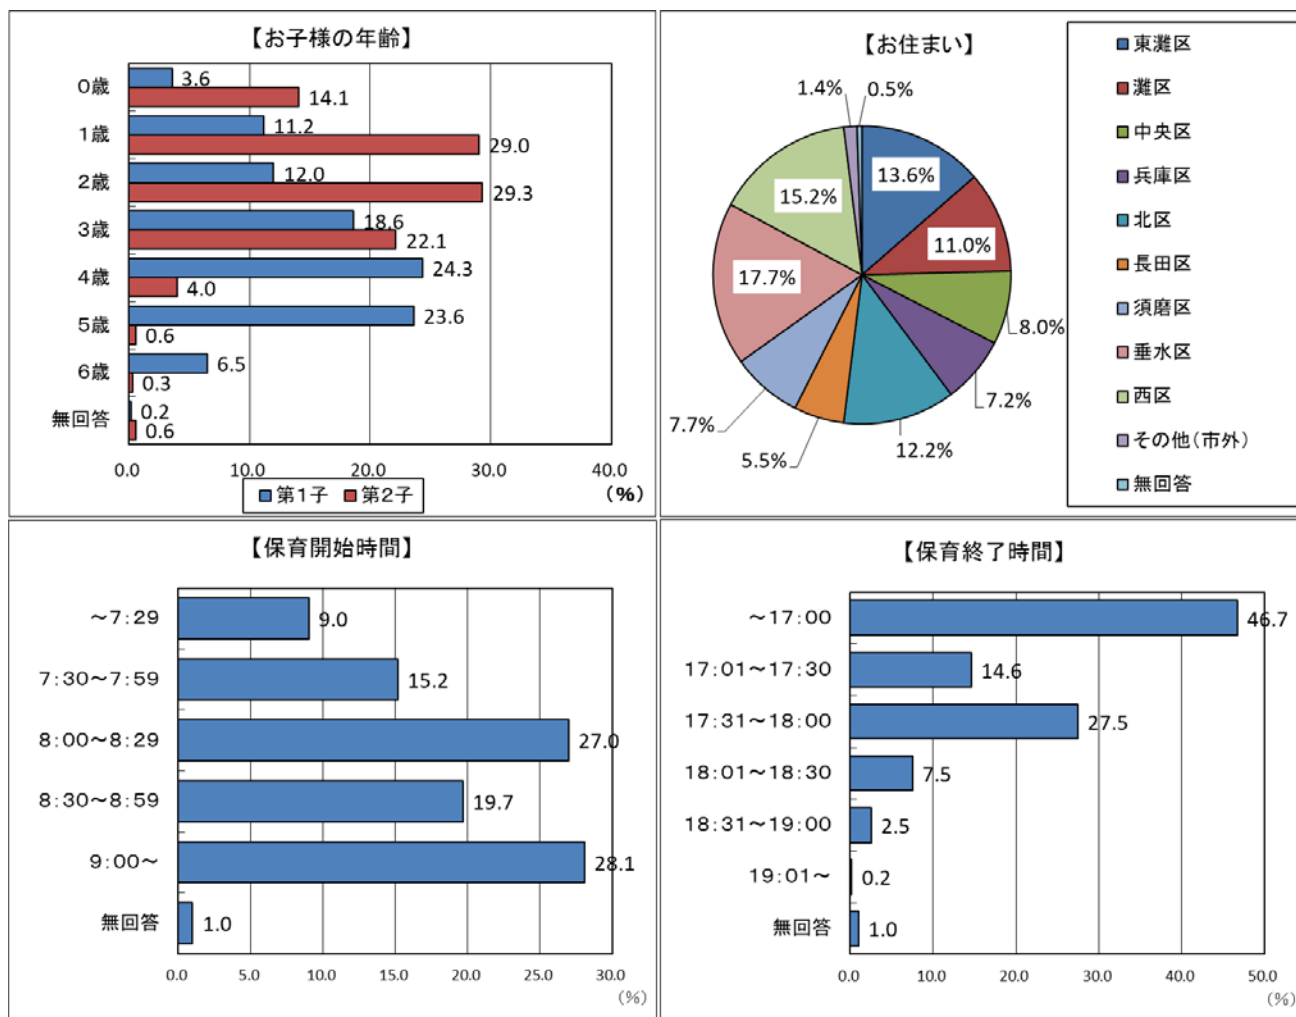 【お子様の年齢】
0歳
3.6
14.1
1歳
11.2
29.0
2歳
12.0
29.3
3歳
18.6
22.1
4歳
24.3
4.0
5歳
23.6
0.6
6歳
6.5
0.3
無回答
0.2
0.6
0.0 10.0 20.0 30.0 40.0
(%)
第1子 第2子
【お住まい】
1.4% 0.5%
13.6%
15.2%
11.0%
17.7%
8.0%
7.2%
7.7%
5.5% 12.2%
東灘区
灘区
中央区
兵庫区
北区
長田区
須磨区
垂水区
西区
その他(市外)
無回答
【保育開始時間】
～7:29 9.0
7:30～7:59 15.2
8:00～8:29 27.0
8:30～8:59 19.7
9:00～ 28.1
無回答 1.0
0.0 5.0 10.0 15.0 20.0 25.0 30.0
(%)
【保育終了時間】
～17:00 46.7
17:01～17:30 14.6
17:31～18:00 27.5
18:01～18:30 7.5
18:31～19:00 2.5
19:01～ 0.2
無回答 1.0
0.0 10.0 20.0 30.0 40.0 50.0
(%)